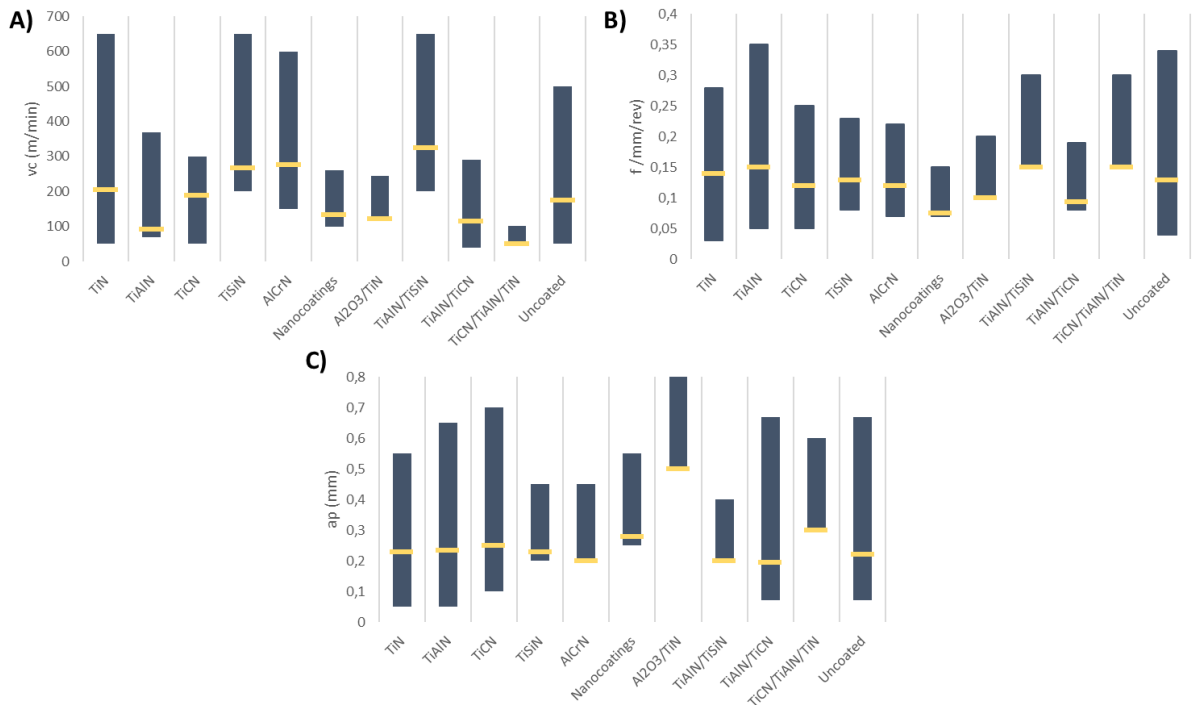 A)
vc (m/min)
700
600
500
400
300
200
100
0
TiN
TiAlN
TiCN
TiSiN
AlCrN
Nanocoatings
Al2O3/TiN
TiAlN/TiSiN
TiAlN/TiCN
TiCN/TiAlN/TiN
Uncoated
B)
f /mm/rev)
0,4
0,35
0,3
0,25
0,2
0,15
0,1
0,05
0
TiN
TiAlN
TiCN
TiSiN
AlCrN
Nanocoatings
Al2O3/TiN
TiAlN/TiSiN
TiAlN/TiCN
TiCN/TiAlN/TiN
Uncoated
C)
ap (mm)
0,8
0,7
0,6
0,5
0,4
0,3
0,2
0,1
0
TiN
TiAlN
TiCN
TiSiN
AlCrN
Nanocoatings
Al2O3/TiN
TiAlN/TiSiN
TiAlN/TiCN
TiCN/TiAlN/TiN
Uncoated